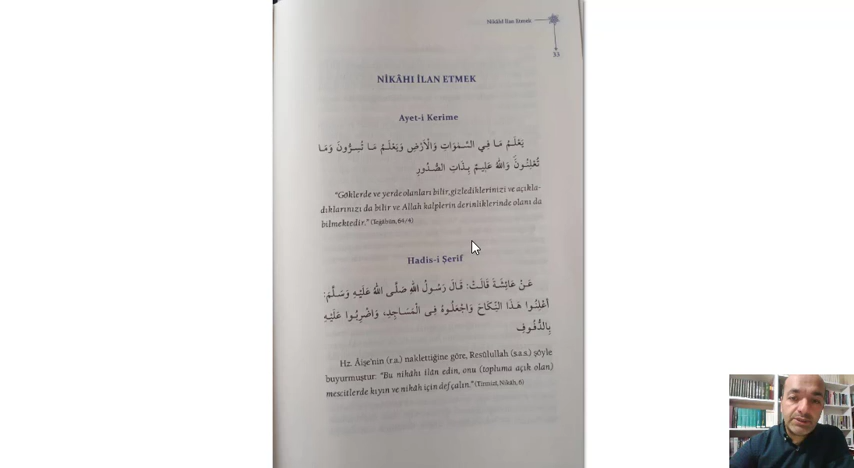 Nikâhı İlan Etmek
53
NİKÂHI İLAN ETMEK
Ayet-i Kerime
يَعْلَمُ مَا فِي السَّمٰوَاتِ وَالْاَرْضِ وَيَعْلَمُ مَا تُسِرُّونَ وَمَا
تُعْلِنُونَۜ وَاللّٰهُ عَلِيمٌ بِذَاتِ الصُّدُورِ
“Göklerde ve yerde olanları bilir, gizlediklerinizi ve açıkla-
dıklarınızı da bilir ve Allah kalplerin derinliklerinde olanı da
bilmektedir.” (Teğâbün, 64/4)
Hadis-i Şerif
عَنْ عَائِشَةَ قَالَتْ: قَالَ رَسُولُ اللّٰهِ صَلَّى اللّٰهُ عَلَيْهِ وَسَلَّمَ:
أَعْلِنُوا هَذَا النِّكَاحَ وَاجْعَلُوهُ فِى الْمَسَاجِدِ، وَاضْرِبُوا عَلَيْهِ
بِالدُّفُوفِ
Hz. Âişe’nin (r.a.) naklettiğine göre, Resûlullah (s.a.s.) şöyle
buyurmuştur: “Bu nikâhı ilân edin, onu (topluma açık olan)
mescitlerde kıyın ve nikâh için def çalın.” (Tirmizî, Nikâh, 6)